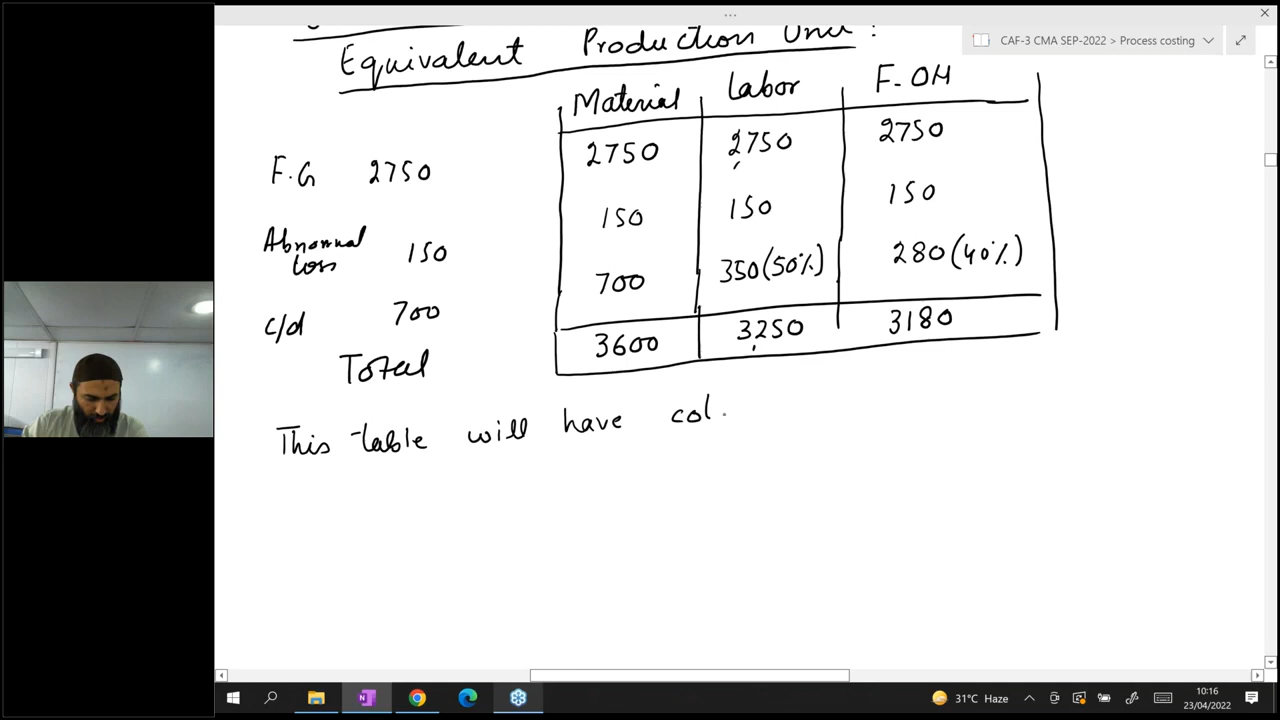 CAF-3 CMA SEP-2022 > Process costing
Equivalent Production Unit:
Material Labor F-OH
F.G 2750 2750 2750 2750
Abnormal Loss 150 150 150 150
c/d 700 700 350(50%) 280(40%)
Total 3600 3250 3180
This table will have col
31°C Haze
10:16
23/04/2022